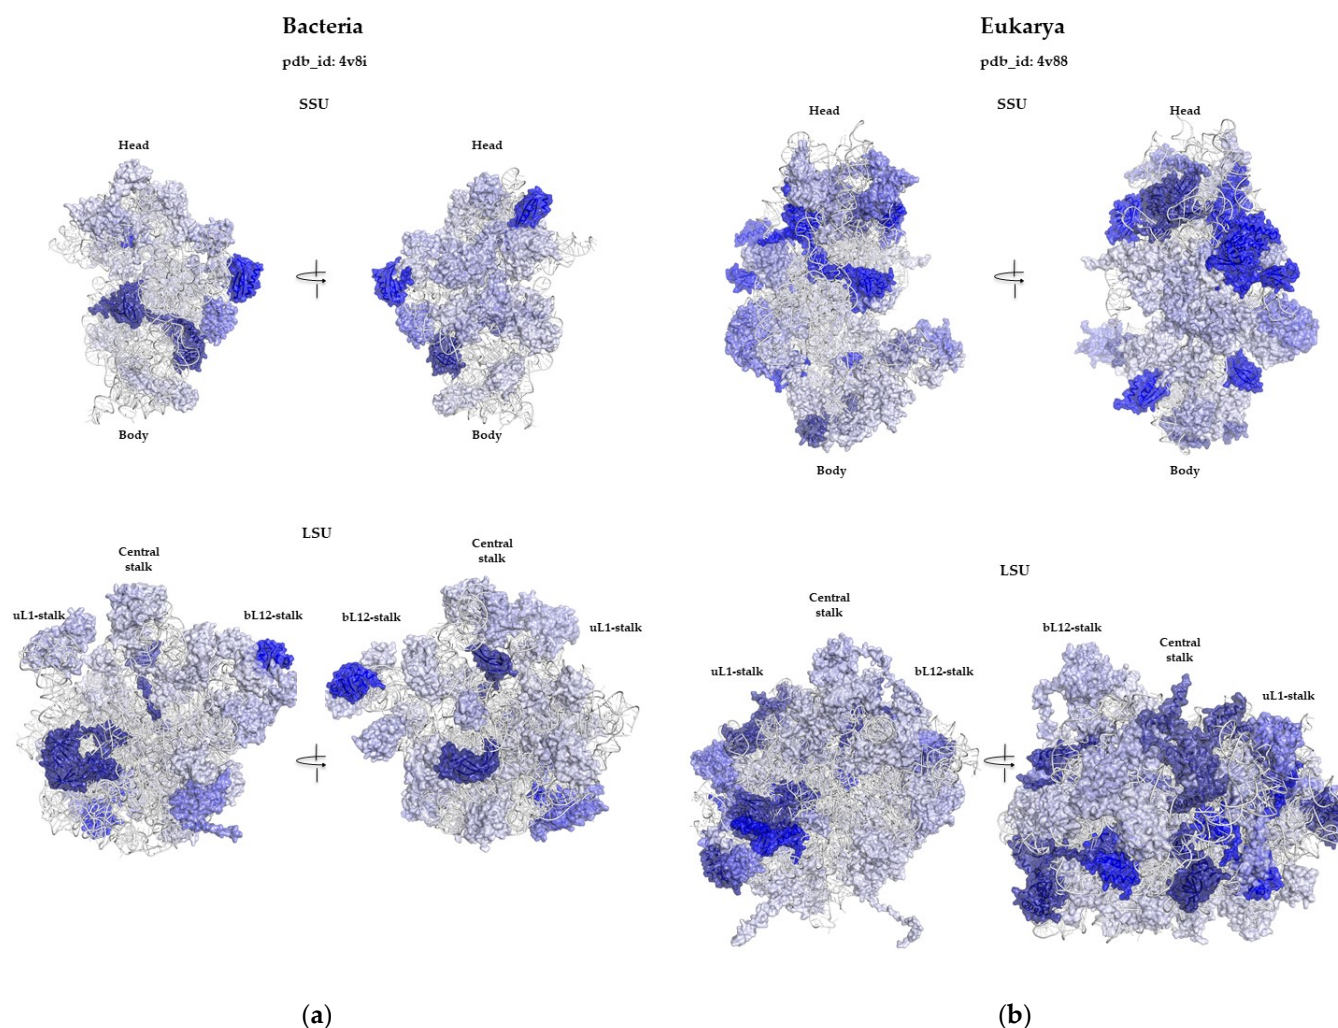 Bacteria
pdb_id: 4v8i
SSU
Head
Head
Body
Body
LSU
Central
stalk
uL1-stalk
bL12-stalk
Central
stalk
bL12-stalk
uL1-stalk
(a)
Eukarya
pdb_id: 4v88
SSU
Head
Head
Body
Body
LSU
Central
stalk
uL1-stalk
bL12-stalk
bL12-stalk
Central
stalk
uL1-stalk
(b)